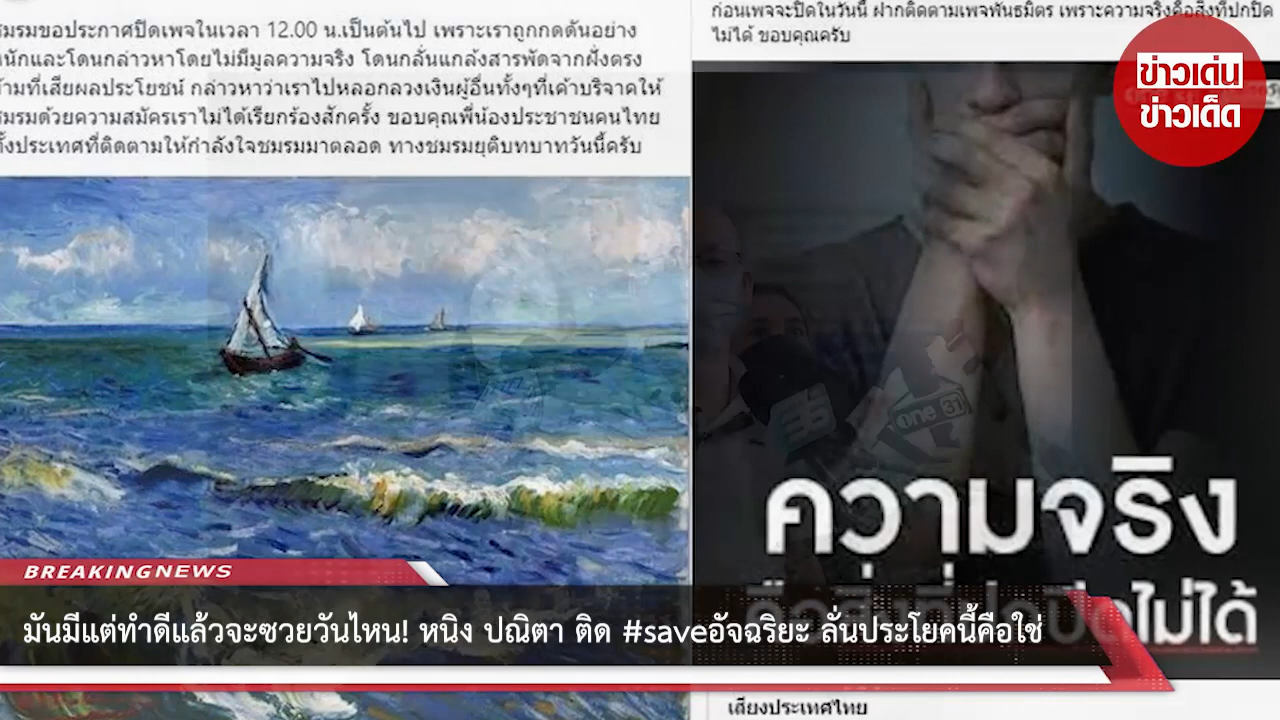 ชมรมขอประกาศปิดเพจในเวลา 12.00 น.เป็นต้นไป เพราะเราถูกกดดันอย่าง
หนักและโดนกล่าวหาโดยไม่มีมูลความจริง โดนกลั่นแกล้งสารพัดจากฝั่งตรง
ข้ามที่เสียผลประโยชน์ กล่าวหาว่าเราไปหลอกลวงเงินผู้อื่นทั้งๆที่เค้าบริจาคให้
ชมรมด้วยความสมัครเราไม่ได้เรียกร้องสักครั้ง ขอบคุณพี่น้องประชาชนคนไทย
ทั้งประเทศที่ติดตามให้กำลังใจชมรมมาตลอด ทางชมรมยุติบทบาทวันนี้ครับ
ก่อนเพจจะปิดในวันนี้ ฝากติดตามเพจพันธมิตร เพราะความจริงคือสิ่งที่ปกปิด
ไม่ได้ ขอบคุณครับ
ข่าวเด่น
ข่าวเด็ด
one 31
ความจริง
คือสิ่งที่ปกปิดไม่ได้
BREAKINGNEWS
มันมีแต่ทำดีแล้วจะซวยวันไหน! หนิง ปณิตา ติด #saveอัจฉริยะ ลั่นประโยคนี้คือใช่
เสียงประเทศไทย